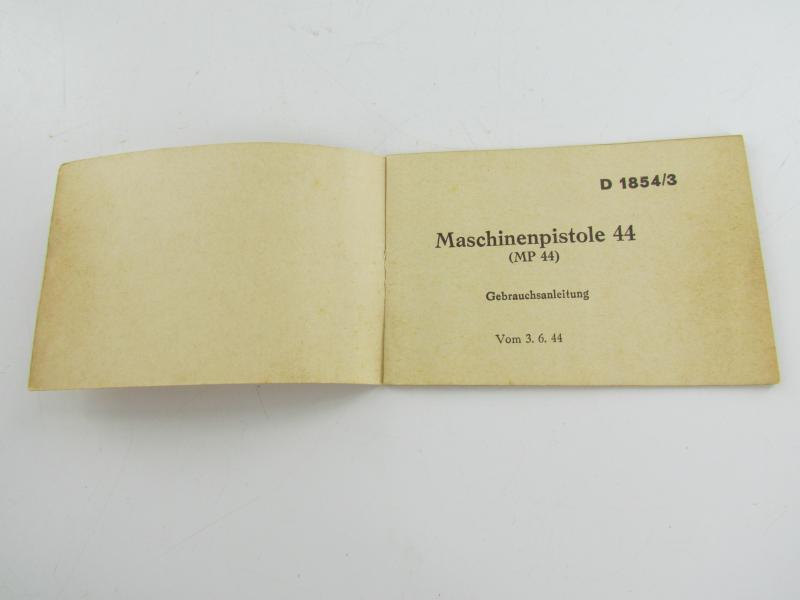 D 1854/3
Maschinenpistole 44
(MP 44)
Gebrauchsanleitung
Vom 3. 6. 44